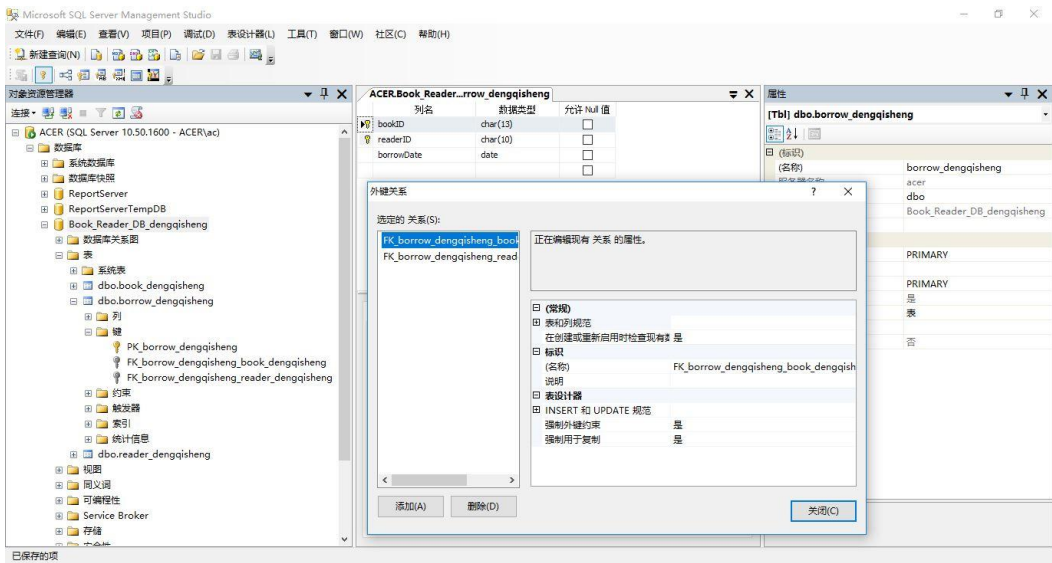 Microsoft SQL Server Management Studio
文件(F) 编辑(E) 查看(V) 项目(P) 调试(D) 表设计器(L) 工具(T) 窗口(W) 社区(C) 帮助(H)
新建查询(N)
对象资源管理器
连接
ACER (SQL Server 10.50.1600 - ACER\ac)
数据库
系统数据库
数据库快照
ReportServer
ReportServerTempDB
Book_Reader_DB_dengqisheng
数据库关系图
表
系统表
dbo.book_dengqisheng
dbo.borrow_dengqisheng
列
键
PK_borrow_dengqisheng
FK_borrow_dengqisheng_book_dengqisheng
FK_borrow_dengqisheng_reader_dengqisheng
约束
触发器
索引
统计信息
dbo.reader_dengqisheng
视图
同义词
可编程性
Service Broker
存储
已保存的项
ACER.Book_Reader...rrow_dengqisheng
列名 数据类型 允许 Null 值
bookID char(13)
readerID char(10)
borrowDate date
外键关系 ?
选定的 关系(S):
FK_borrow_dengqisheng_book
FK_borrow_dengqisheng_read
正在编辑现有 关系 的属性。
(常规)
表和列规范
在创建或重新启用时检查现有 是
标识
(名称) FK_borrow_dengqisheng_book_dengqish
说明
表设计器
INSERT 和 UPDATE 规范
强制外键约束 是
强制用于复制 是
添加(A) 删除(D) 关闭(C)
属性
[Tbl] dbo.borrow_dengqisheng
(标识)
(名称) borrow_dengqisheng
acer
dbo
Book_Reader_DB_dengqisheng
PRIMARY
PRIMARY
是
表
否